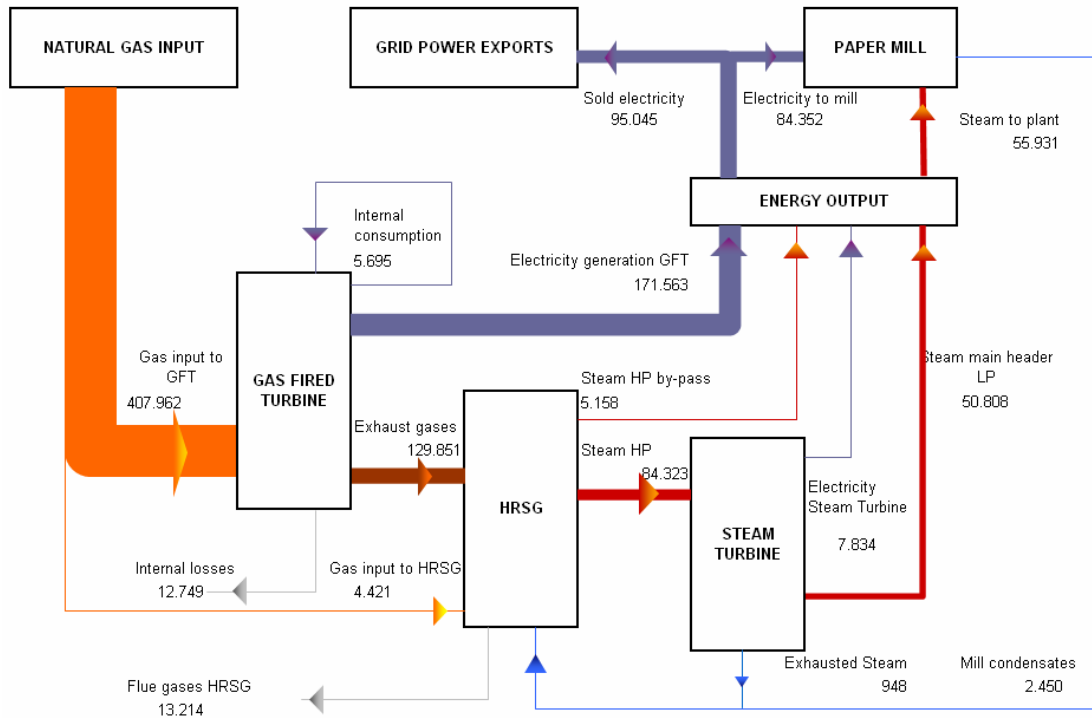 NATURAL GAS INPUT
GRID POWER EXPORTS
PAPER MILL
Sold electricity
95.045
Electricity to mill
84.352
Steam to plant
55.931
ENERGY OUTPUT
Internal
consumption
5.695
Electricity generation GFT
171.563
Gas input to
GFT
407.962
GAS FIRED
TURBINE
Steam HP by-pass
5.158
Steam main header
LP
50.808
Exhaust gases
129.851
Steam HP
84.323
HRSG
STEAM
TURBINE
Electricity
Steam Turbine
7.834
Internal losses
12.749
Gas input to HRSG
4.421
Flue gases HRSG
13.214
Exhausted Steam
948
Mill condensates
2.450